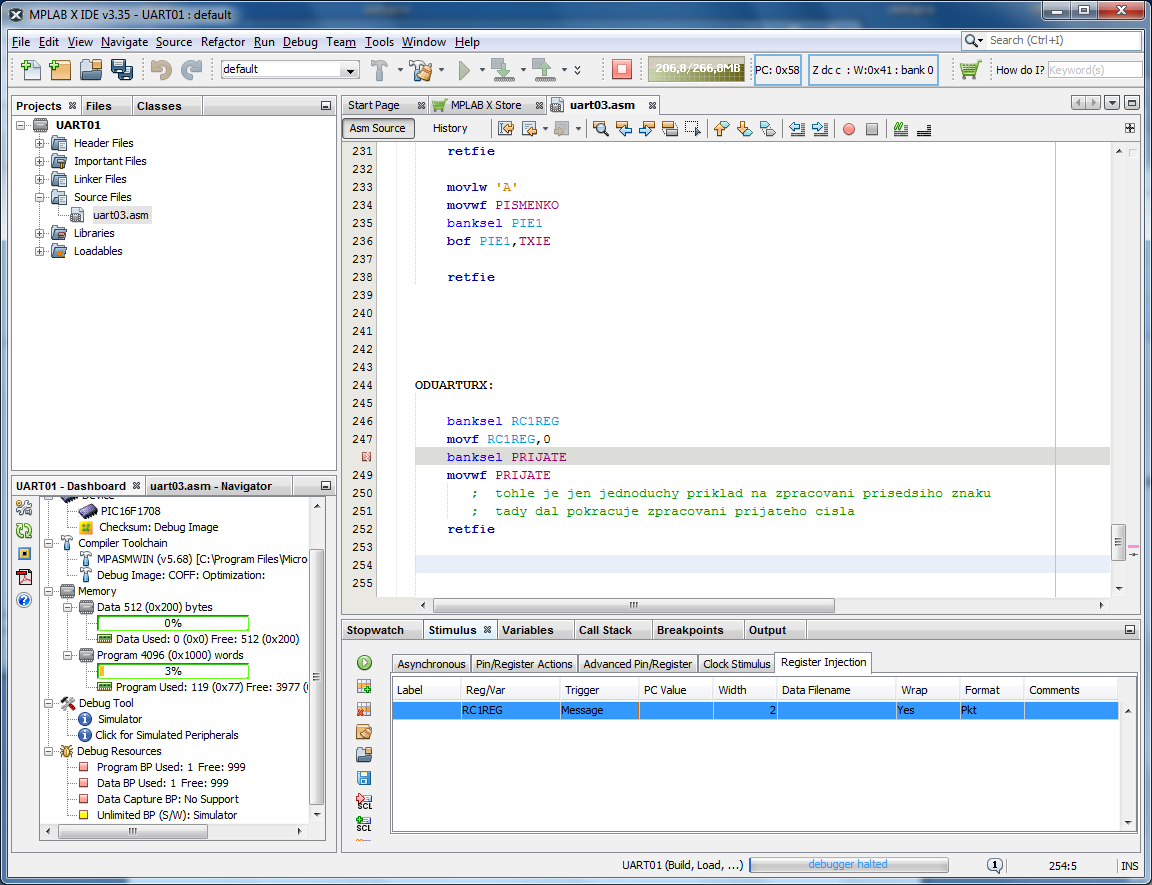 MPLAB X IDE v3.35 - UART01 : default
File Edit View Navigate Source Refactor Run Debug Team Tools Window Help
Search (Ctrl+I)
default
206,8/266,0MB
PC: 0x58
Z dc c : W:0x41 : bank 0
How do I?
Keyword(s)
Projects Files Classes
UART01
Header Files
Important Files
Linker Files
Source Files
uart03.asm
Libraries
Loadables
UART01 - Dashboard uart03.asm - Navigator
Device
PIC16F1708
Checksum: Debug Image
Compiler Toolchain
MPASMWIN (v5.68) [C:\Program Files\Micro
Debug Image: COFF: Optimization:
Memory
Data 512 (0x200) bytes
0%
Data Used: 0 (0x0) Free: 512 (0x200)
Program 4096 (0x1000) words
3%
Program Used: 119 (0x77) Free: 3977 (
Debug Tool
Simulator
Click for Simulated Peripherals
Debug Resources
Program BP Used: 1 Free: 999
Data BP Used: 1 Free: 999
Data Capture BP: No Support
Unlimited BP (S/W): Simulator
Start Page MPLAB X Store uart03.asm
Asm Source History
231 retfie
232
233 movlw 'A'
234 movwf PISMENKO
235 banksel PIE1
236 bcf PIE1,TXIE
237
238 retfie
239
240
241
242
243
244 ODUARTURX:
245
246 banksel RC1REG
247 movf RC1REG,0
banksel PRIJATE
249 movwf PRIJATE
250 ; tohle je jen jednoduchy priklad na zpracovani prisedsiho znaku
251 ; tady dal pokracuje zpracovani prijateho cisla
252 retfie
253
254
255
Stopwatch Stimulus Variables Call Stack Breakpoints Output
Asynchronous Pin/Register Actions Advanced Pin/Register Clock Stimulus Register Injection
Label Reg/Var Trigger PC Value Width Data Filename Wrap Format Comments
RC1REG Message 2 Yes Pkt
SCL
SCL
UART01 (Build, Load, ...) debugger halted 1 254:5 INS